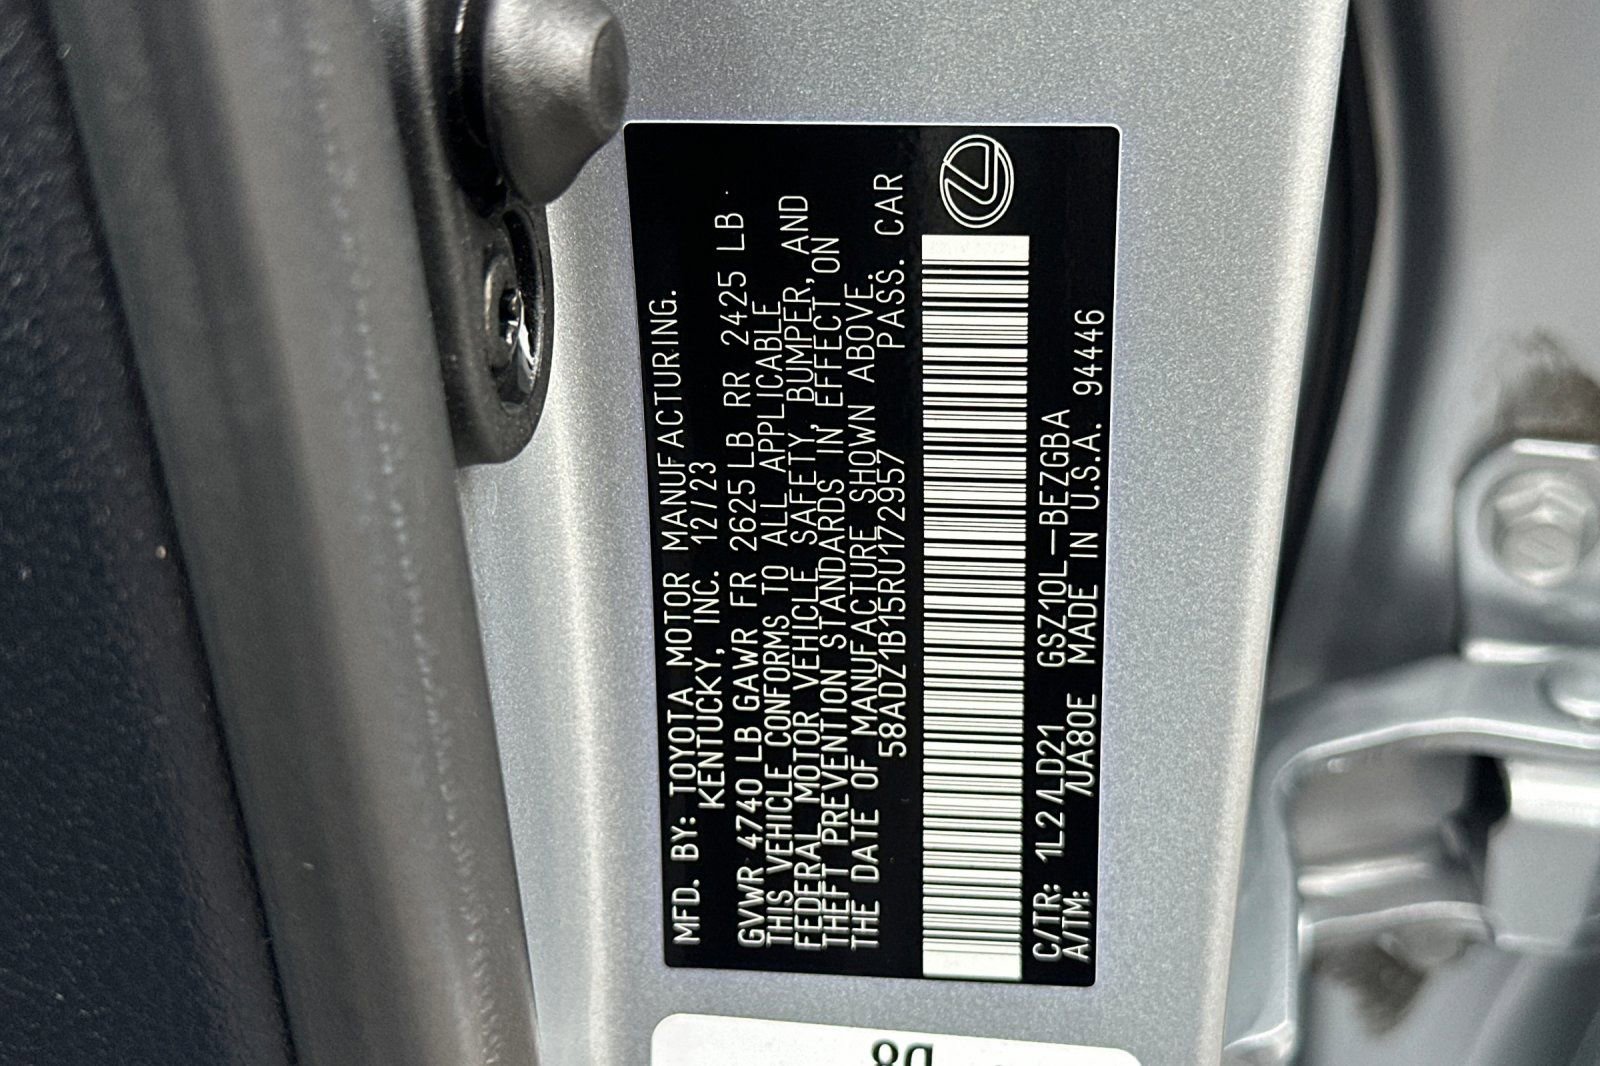 MFD. BY: TOYOTA MOTOR MANUFACTURING.
KENTUCKY, INC. 12/23
GVWR 4740 LB GAWR FR 2625LB RR 2425 LB
THIS VEHICLE CONFORMS TO ALL APPLICABLE
FEDERAL MOTOR VEHICLE SAFETY, BUMPER, AND
THEFT PREVENTION STANDARDS IN EFFECT ON
THE DATE OF MANUFACTURE SHOWN ABOVE.
58ADZ1B15RU172957 PASS. CAR
C/TR: 1L2 /LD21 GSZ10L-BEZGBA
A/TM: /UA80E MADE IN U.S.A. 94446